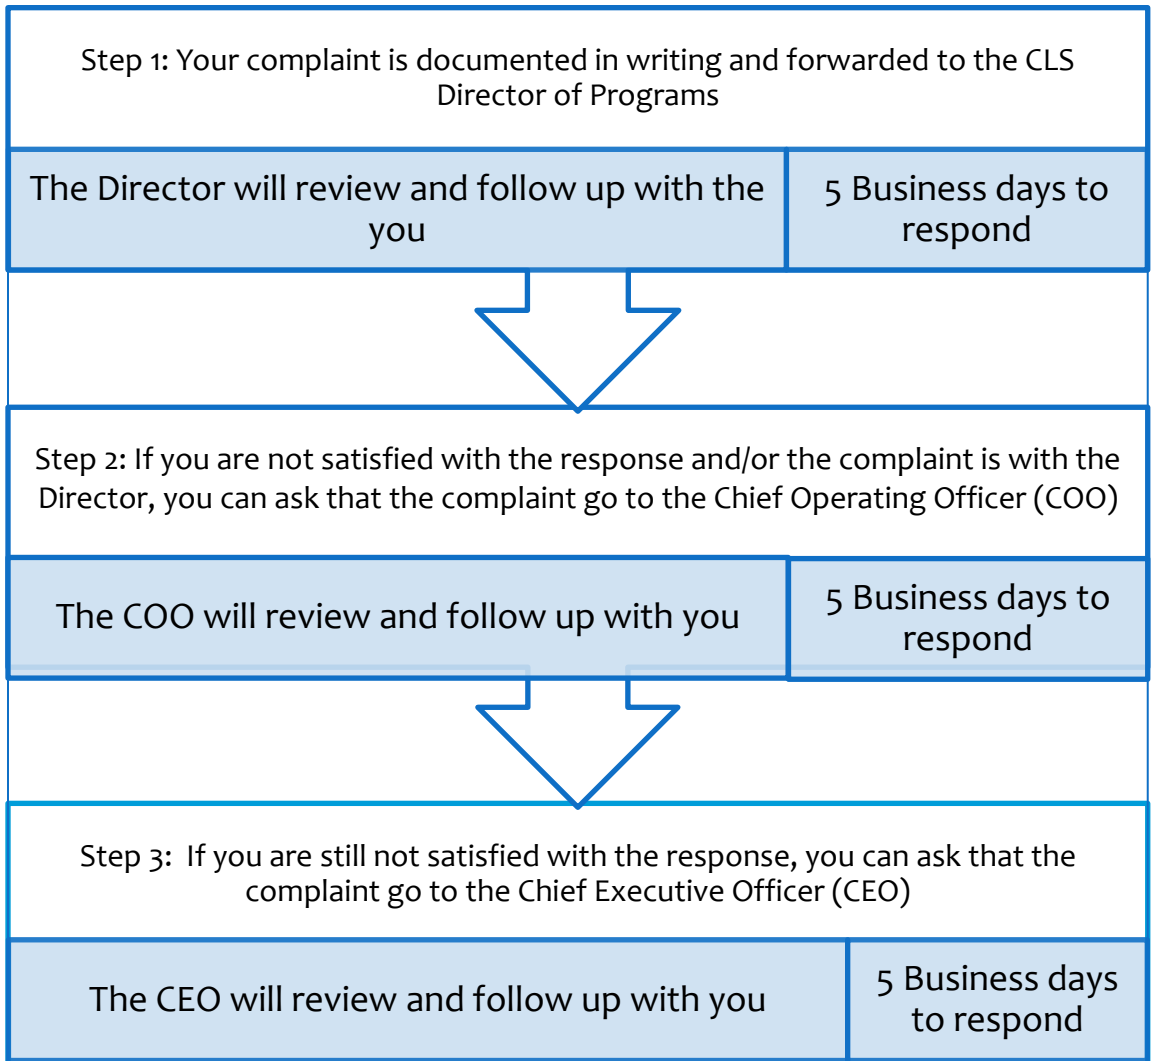 Step 1: Your complaint is documented in writing and forwarded to the CLS
Director of Programs
The Director will review and follow up with the
you
5 Business days to
respond
Step 2: If you are not satisfied with the response and/or the complaint is with the
Director, you can ask that the complaint go to the Chief Operating Officer (COO)
The COO will review and follow up with you
5 Business days to
respond
Step 3:  If you are still not satisfied with the response, you can ask that the
complaint go to the Chief Executive Officer (CEO)
The CEO will review and follow up with you
5 Business days
to respond